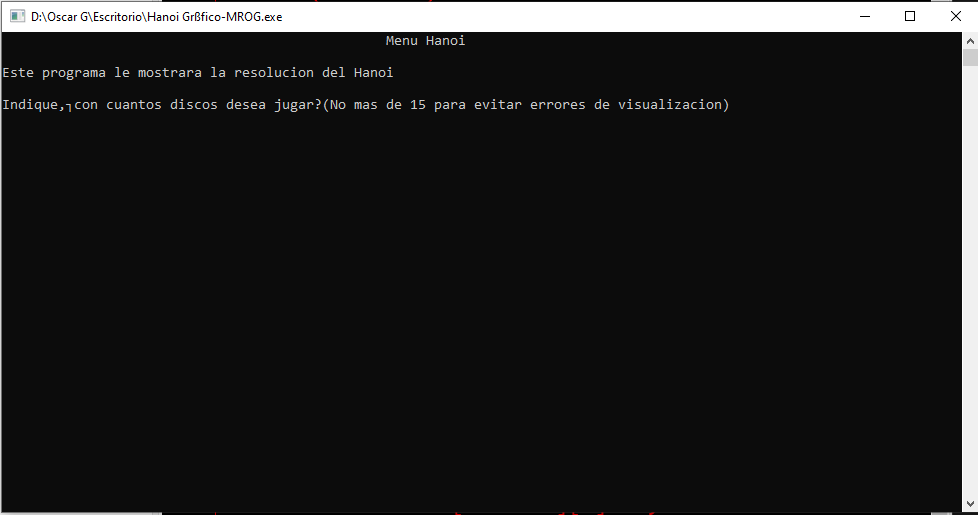 D:\Oscar G\Escritorio\Hanoi Grßfico-MROG.exe
Menu Hanoi
Este programa le mostrara la resolucion del Hanoi
Indique,┐con cuantos discos desea jugar?(No mas de 15 para evitar errores de visualizacion)